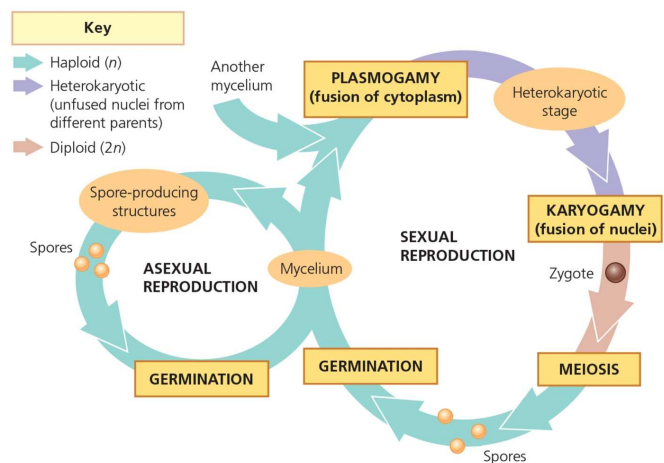 Key
Haploid (n)
Heterokaryotic
(unfused nuclei from
different parents)
Diploid (2n)
Another
mycelium
PLASMOGAMY
(fusion of cytoplasm)
Heterokaryotic
stage
Spore-producing
structures
KARYOGAMY
(fusion of nuclei)
SEXUAL
REPRODUCTION
Spores
ASEXUAL
REPRODUCTION
Mycelium
Zygote
GERMINATION
GERMINATION
MEIOSIS
Spores